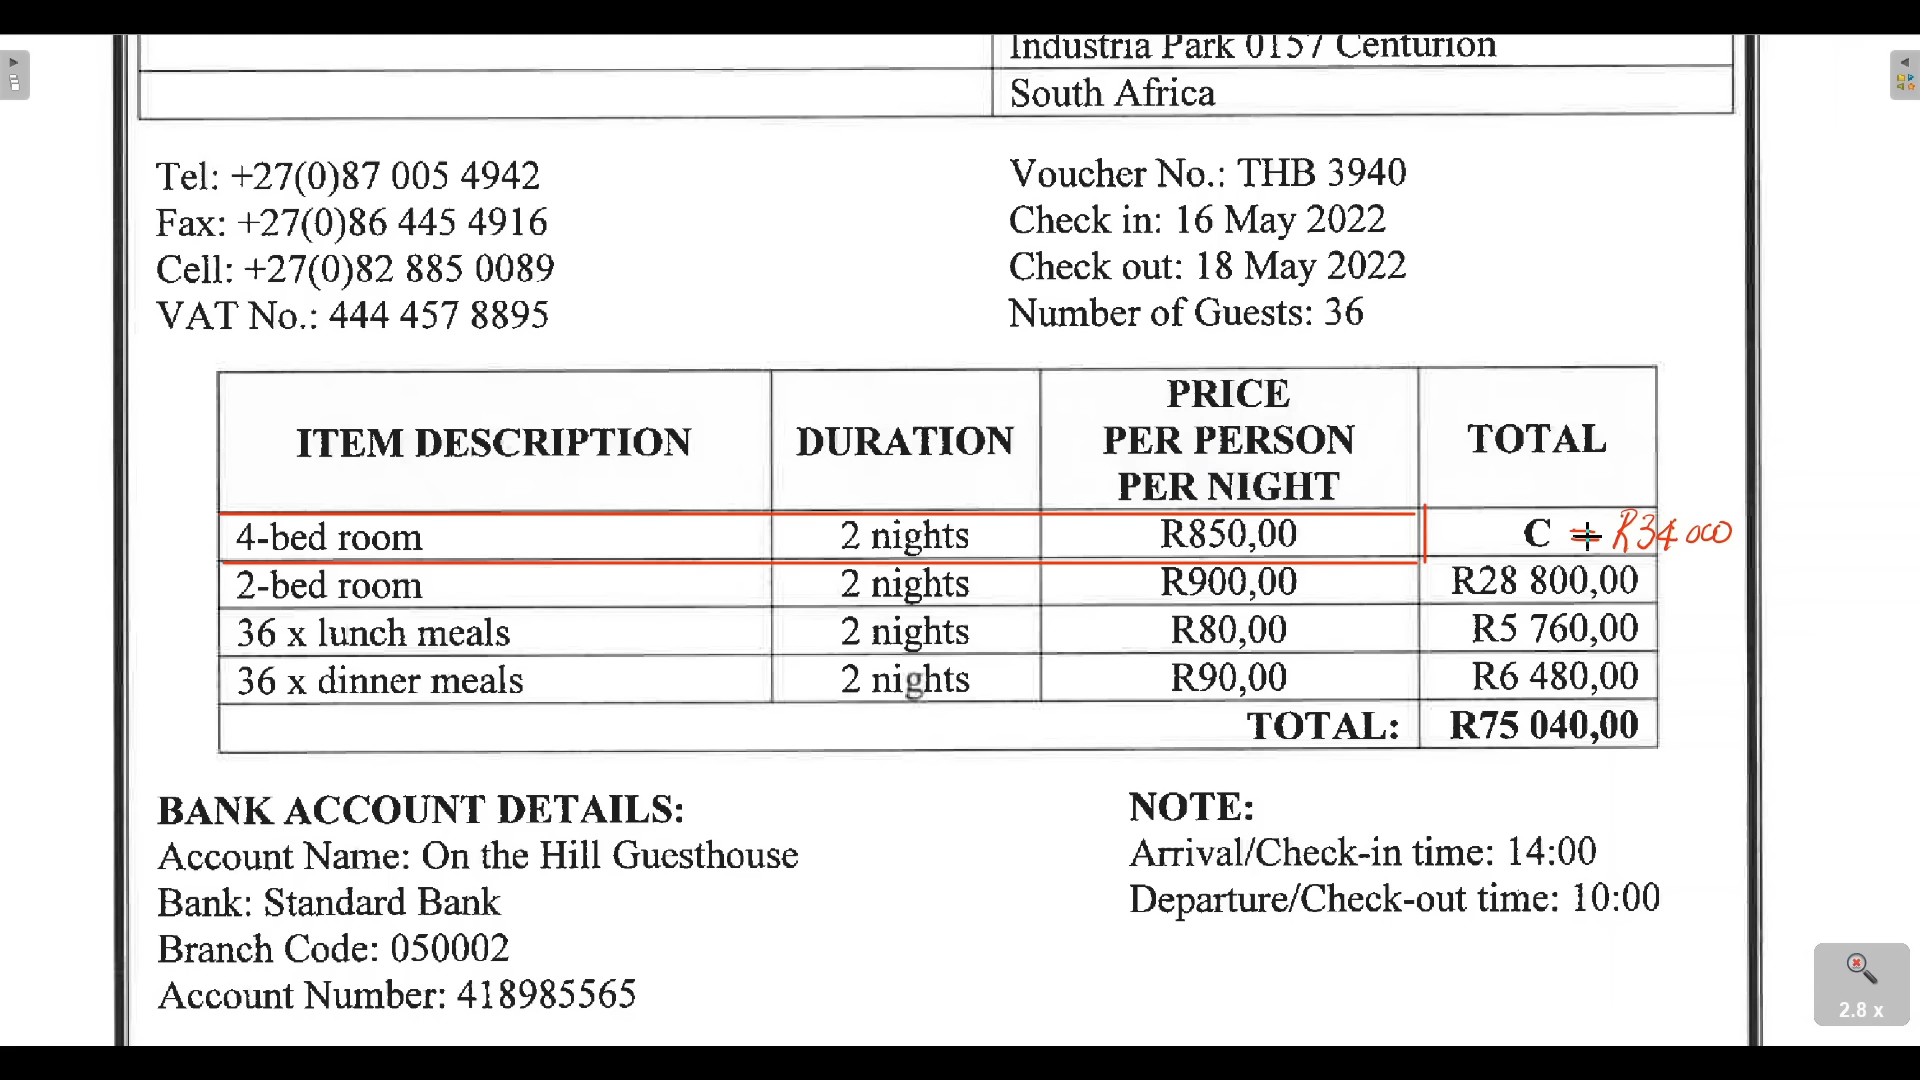 Industria Park 0157 Centurion
South Africa
Tel: +27(0)87 005 4942
Fax: +27(0)86 445 4916
Cell: +27(0)82 885 0089
VAT No.: 444 457 8895
Voucher No.: THB 3940
Check in: 16 May 2022
Check out: 18 May 2022
Number of Guests: 36
ITEM DESCRIPTION DURATION PRICE PER PERSON PER NIGHT TOTAL
4-bed room 2 nights R850,00 C = R34 000
2-bed room 2 nights R900,00 R28 800,00
36 x lunch meals 2 nights R80,00 R5 760,00
36 x dinner meals 2 nights R90,00 R6 480,00
TOTAL: R75 040,00
BANK ACCOUNT DETAILS:
Account Name: On the Hill Guesthouse
Bank: Standard Bank
Branch Code: 050002
Account Number: 418985565
NOTE:
Arrival/Check-in time: 14:00
Departure/Check-out time: 10:00
2.8 x